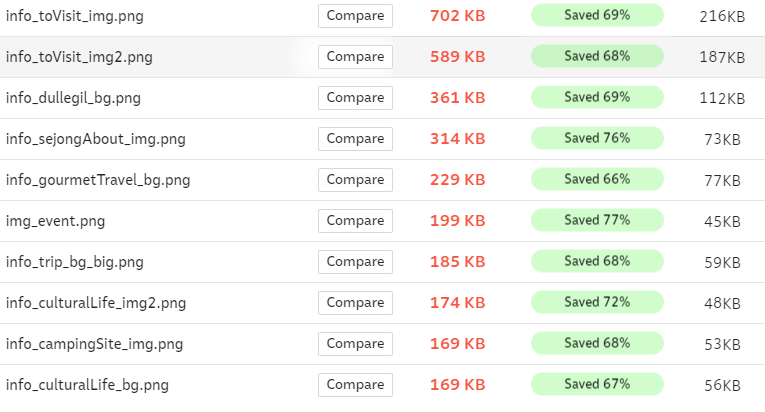 info_toVisit_img.png Compare 702 KB Saved 69% 216KB
info_toVisit_img2.png Compare 589 KB Saved 68% 187KB
info_dullegil_bg.png Compare 361 KB Saved 69% 112KB
info_sejongAbout_img.png Compare 314 KB Saved 76% 73KB
info_gourmetTravel_bg.png Compare 229 KB Saved 66% 77KB
img_event.png Compare 199 KB Saved 77% 45KB
info_trip_bg_big.png Compare 185 KB Saved 68% 59KB
info_culturalLife_img2.png Compare 174 KB Saved 72% 48KB
info_campingSite_img.png Compare 169 KB Saved 68% 53KB
info_culturalLife_bg.png Compare 169 KB Saved 67% 56KB